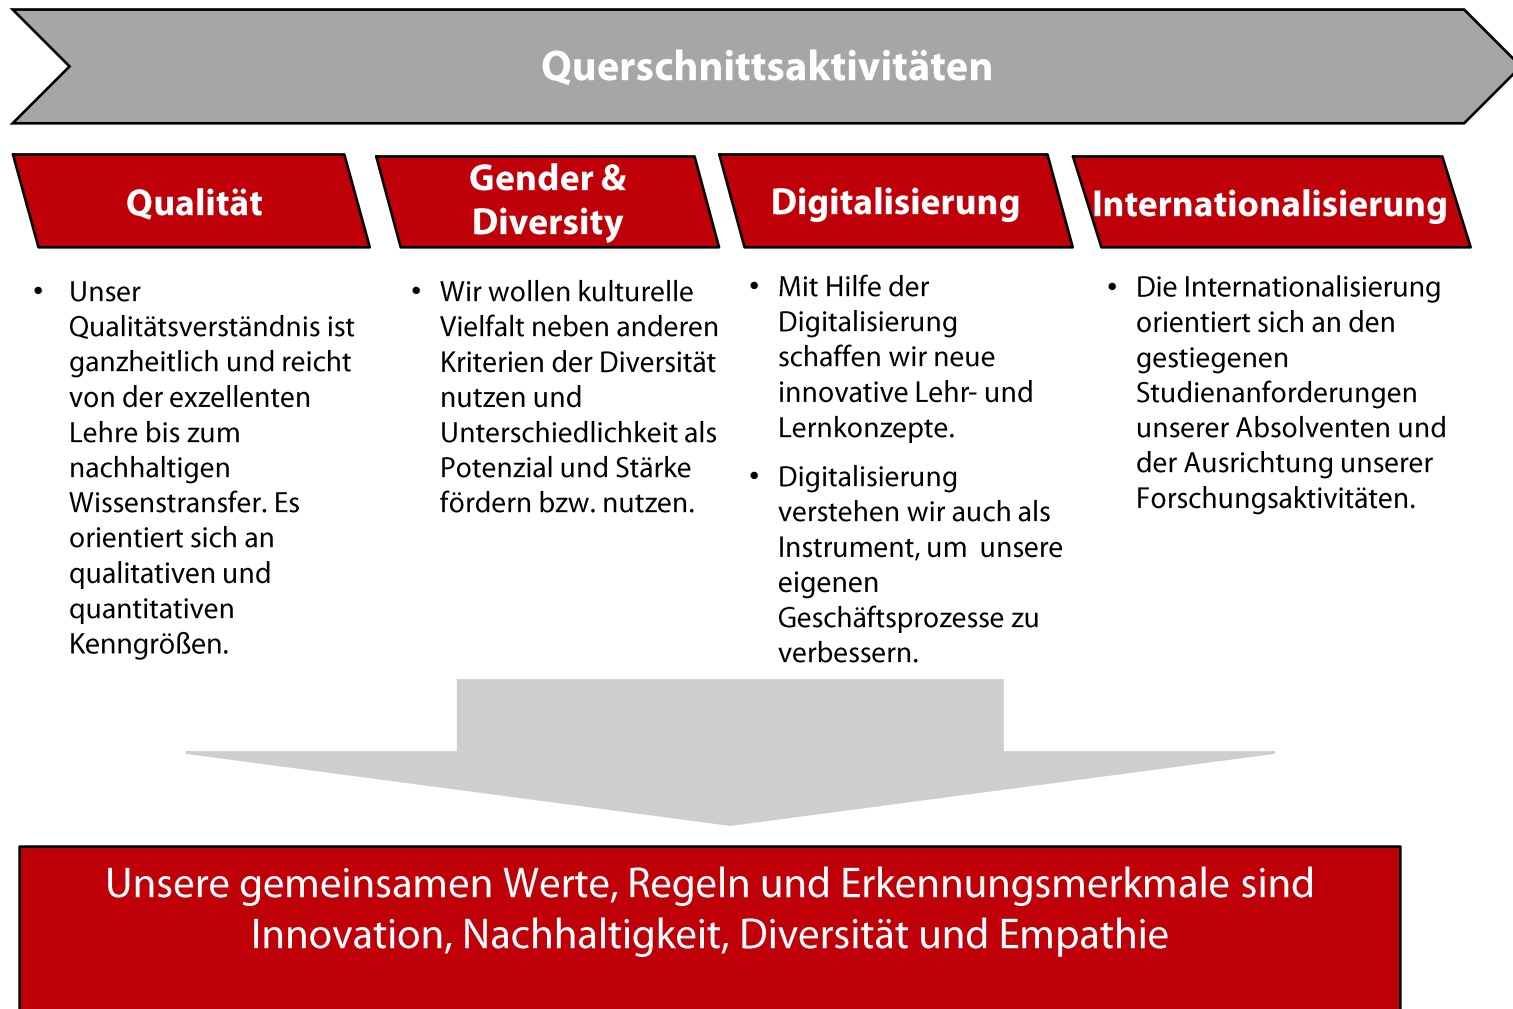 Querschnittsaktivitäten
Qualität
Gender &
Diversity
Digitalisierung
Internationalisierung
• Unser
Qualitätsverständnis ist
ganzheitlich und reicht
von der exzellenten
Lehre bis zum
nachhaltigen
Wissenstransfer. Es
orientiert sich an
qualitativen und
quantitativen
Kenngrößen.
• Wir wollen kulturelle
Vielfalt neben anderen
Kriterien der Diversität
nutzen und
Unterschiedlichkeit als
Potenzial und Stärke
fördern bzw. nutzen.
• Mit Hilfe der
Digitalisierung
schaffen wir neue
innovative Lehr- und
Lernkonzepte.
• Digitalisierung
verstehen wir auch als
Instrument, um  unsere
eigenen
Geschäftsprozesse zu
verbessern.
• Die Internationalisierung
orientiert sich an den
gestiegenen
Studienanforderungen
unserer Absolventen und
der Ausrichtung unserer
Forschungsaktivitäten.
Unsere gemeinsamen Werte, Regeln und Erkennungsmerkmale sind
Innovation, Nachhaltigkeit, Diversität und Empathie